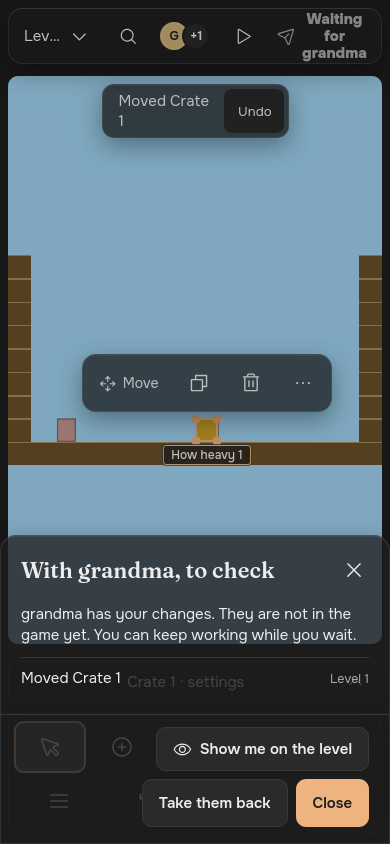 Lev...
G
+1
Waiting
for
grandma
Moved Crate
1
Undo
Move
How heavy 1
With grandma, to check
grandma has your changes. They are not in the
game yet. You can keep working while you wait.
Moved Crate 1
Crate 1 · settings
Level 1
Show me on the level
Take them back
Close